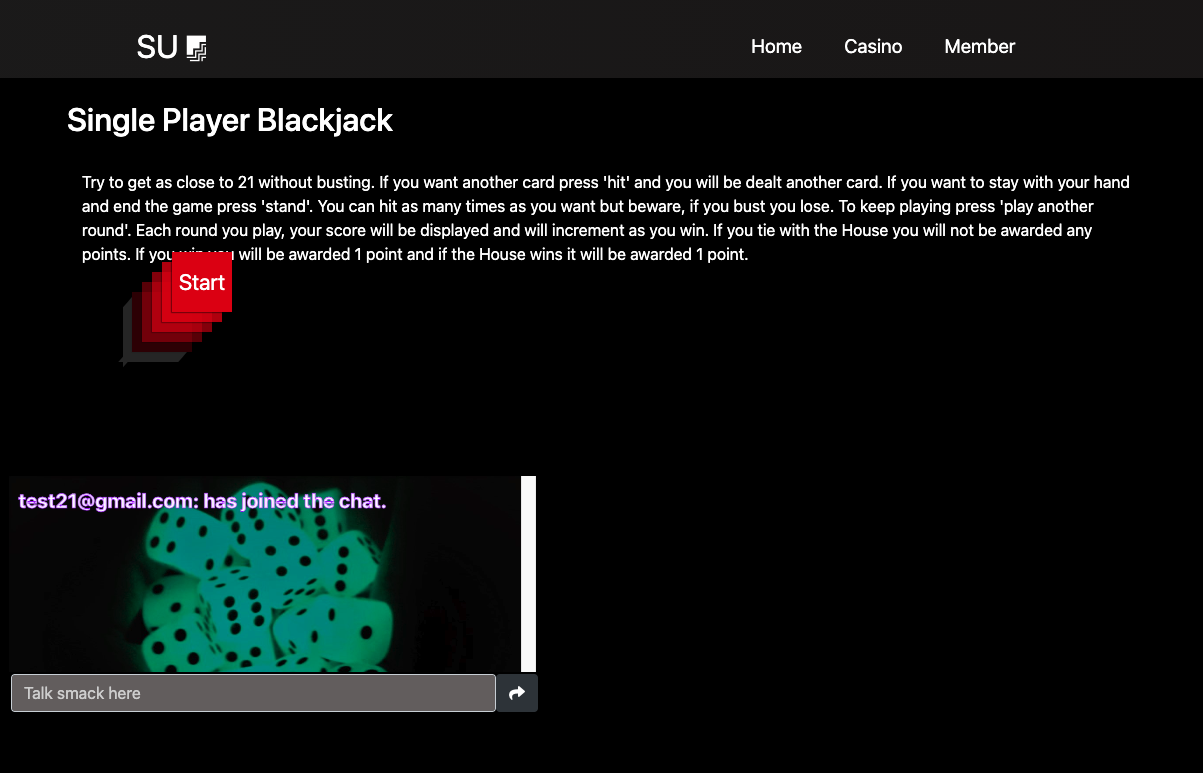 SU
Home
Casino
Member
Single Player Blackjack
Try to get as close to 21 without busting. If you want another card press 'hit' and you will be dealt another card. If you want to stay with your hand
and end the game press 'stand'. You can hit as many times as you want but beware, if you bust you lose. To keep playing press 'play another
round'. Each round you play, your score will be displayed and will increment as you win. If you tie with the House you will not be awarded any
points. If you will be awarded 1 point and if the House wins it will be awarded 1 point.
Start
test21@gmail.com: has joined the chat.
Talk smack here